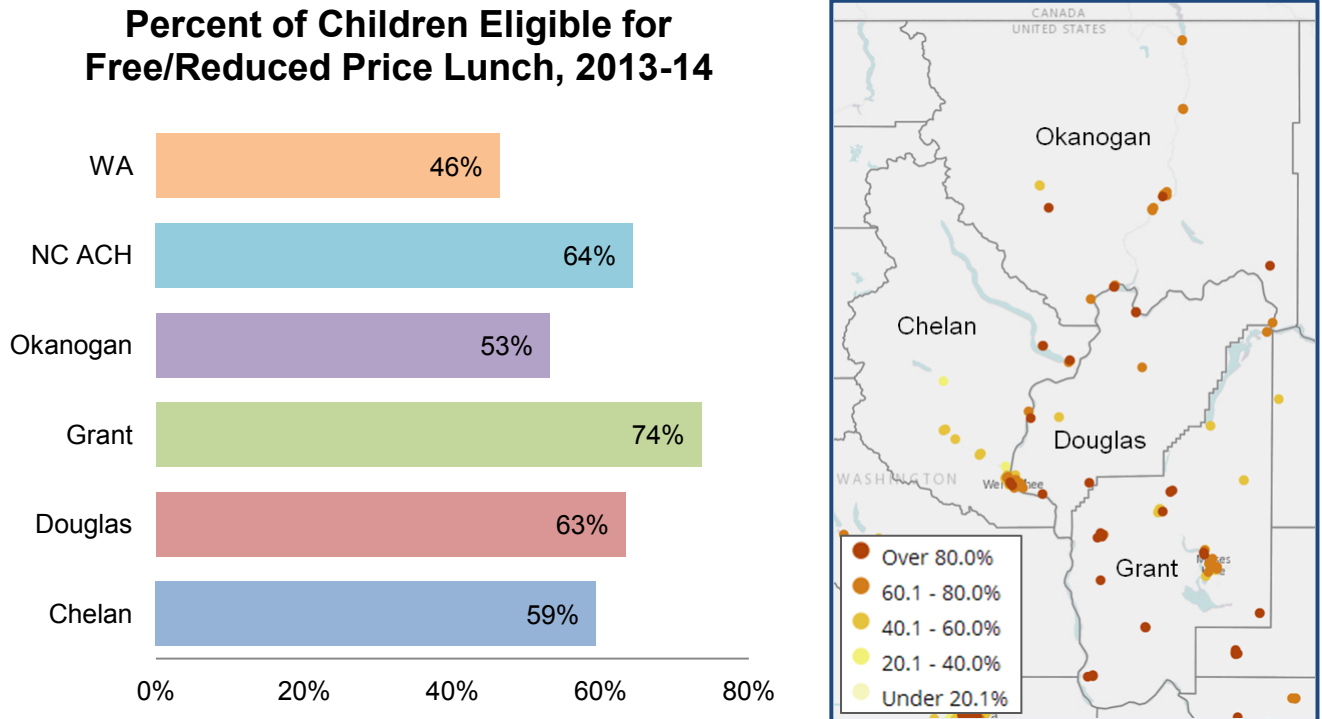 Percent of Children Eligible for
Free/Reduced Price Lunch, 2013-14
WA
46%
NC ACH
64%
Okanogan
53%
Grant
74%
Douglas
63%
Chelan
59%
0%
20%
40%
60%
80%
CANADA
UNITED STATES
Okanogan
Chelan
Douglas
WASHINGTON
Grant
Over 80.0%
60.1 - 80.0%
40.1 - 60.0%
20.1 - 40.0%
Under 20.1%